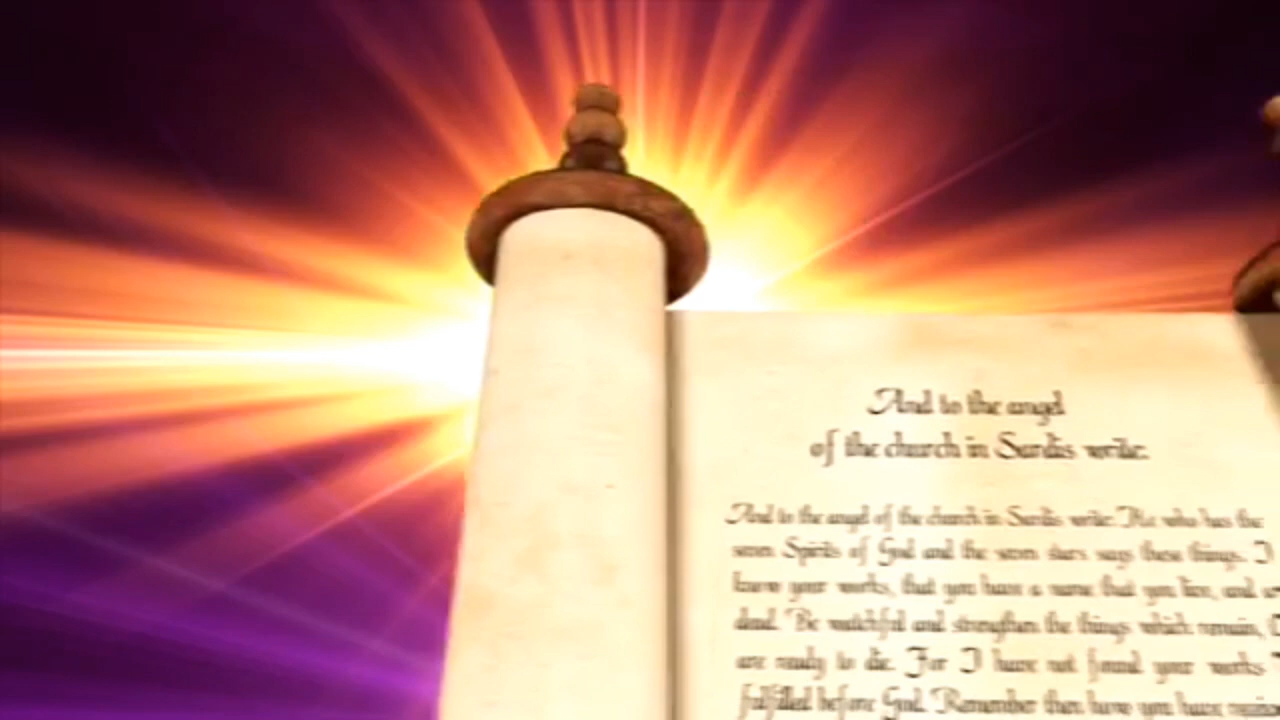 And to the angel
of the church in Sardis write:
And to the angel of the church in Sardis write: He who has the
seven Spirits of God and the seven stars says these things. I
know your works, that you have a name that you live, and
dead. Be watchful and strengthen the things which remain,
are ready to die. For I have not found your works
fulfilled before God. Remember then how you have